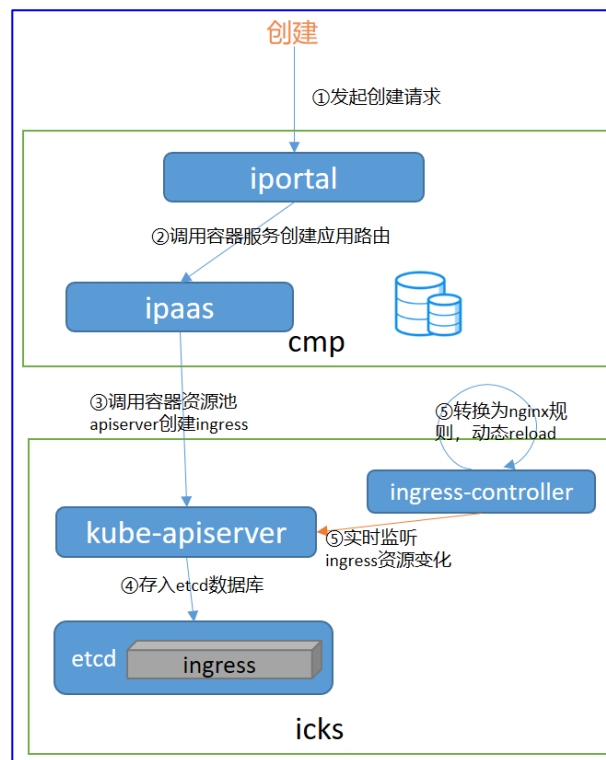 创建
①发起创建请求
iportal
②调用容器服务创建应用路由
ipaas
cmp
③调用容器资源池
apiserver创建ingress
⑤转换为nginx规
则，动态reload
ingress-controller
kube-apiserver
⑤实时监听
ingress资源变化
④存入etcd数据库
etcd
ingress
icks